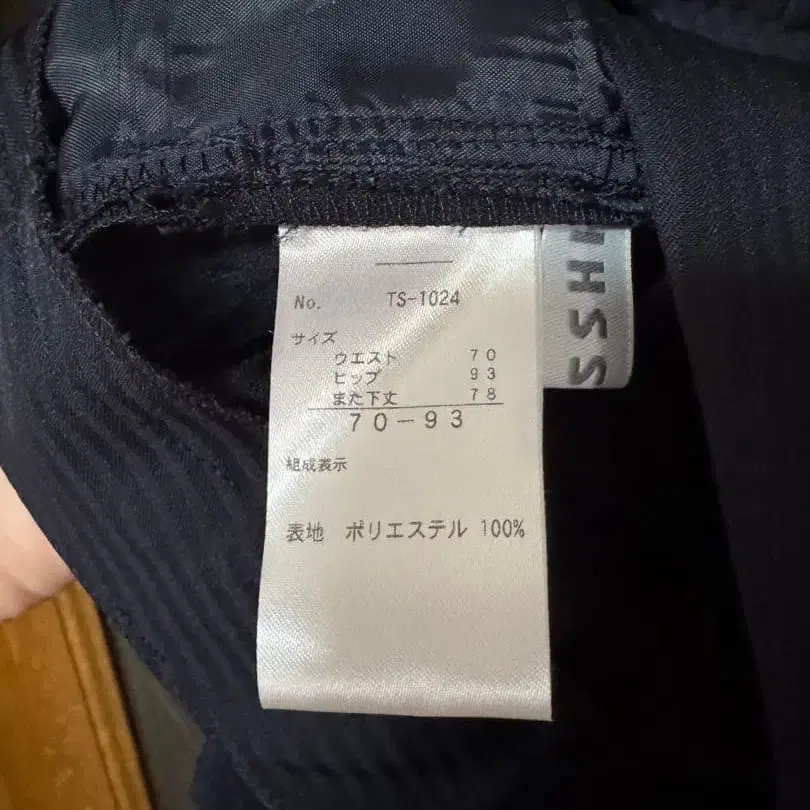 No. TS-1024
サイズ
ウエスト 70
ヒップ 93
また下丈 78
70-93
組成表示
表地 ポリエステル 100%